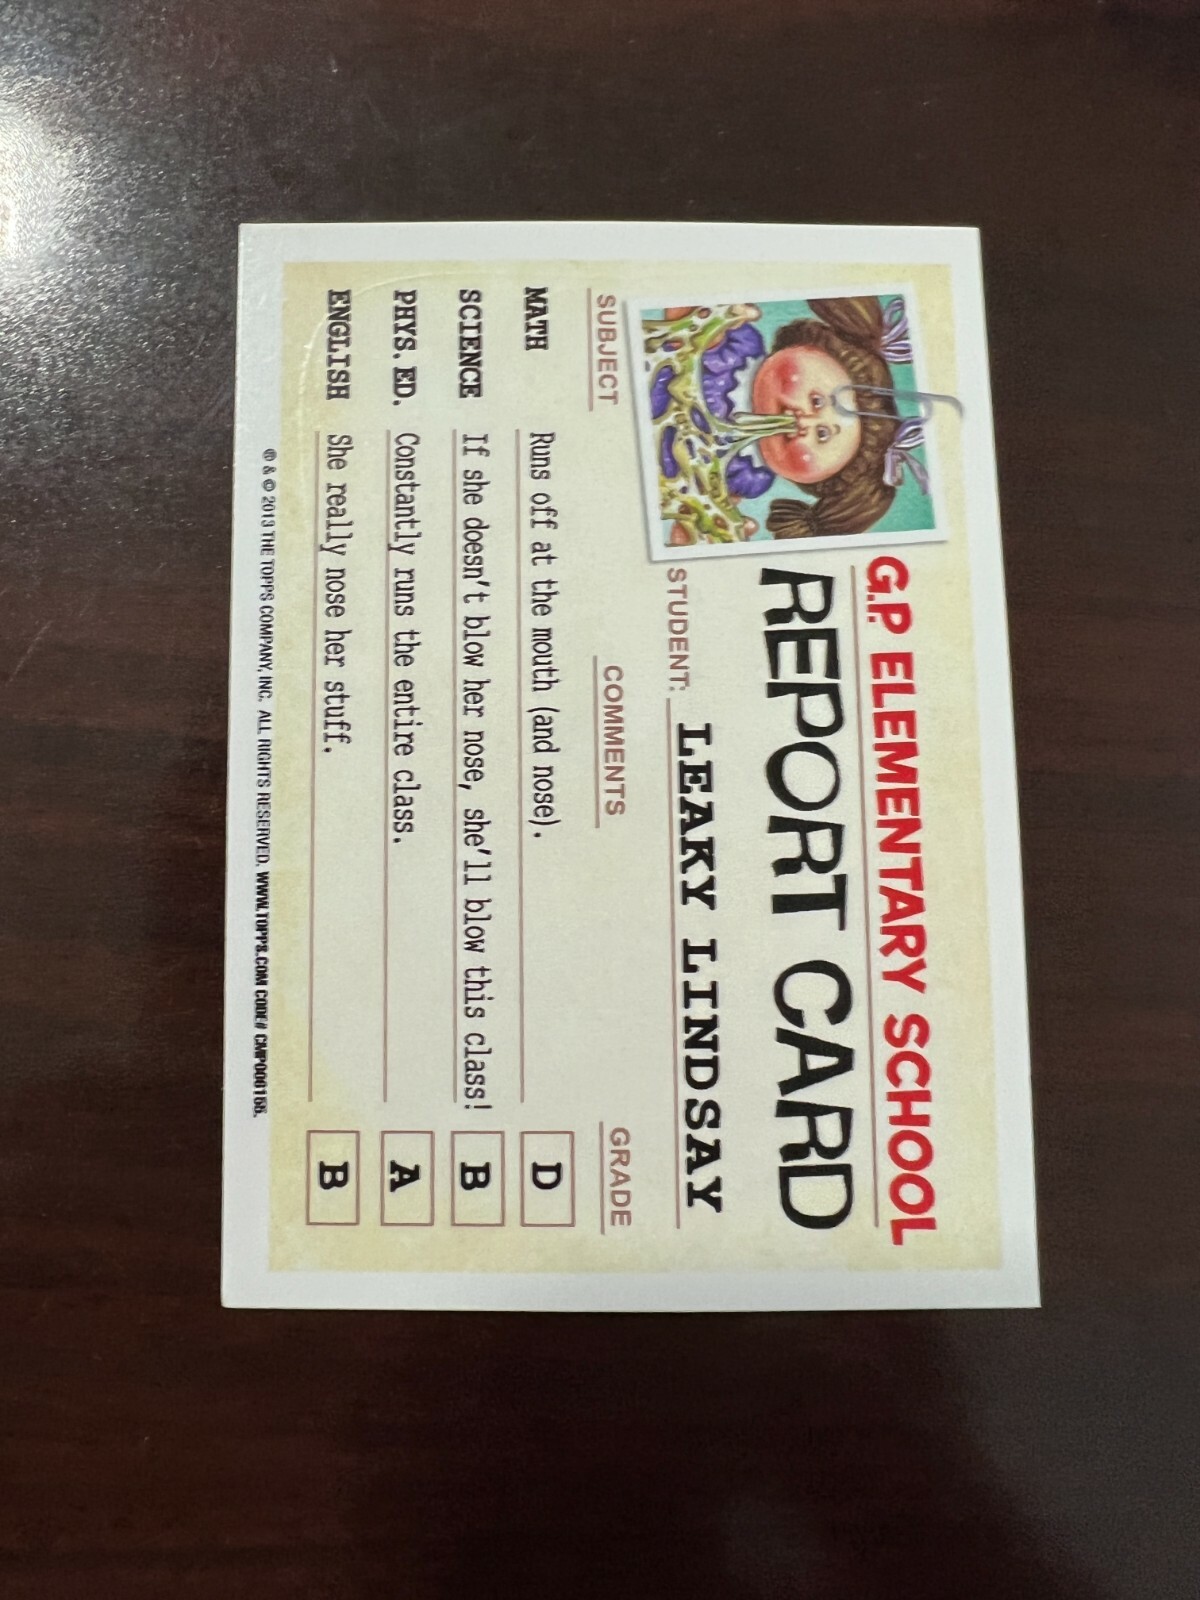 G.P. ELEMENTARY SCHOOL
REPORT CARD
STUDENT: LEAKY LINDSAY
SUBJECT COMMENTS GRADE
MATH Runs off at the mouth (and nose). D
SCIENCE If she doesn't blow her nose, she'll blow this class! B
PHYS. ED. Constantly runs the entire class. A
ENGLISH She really nose her stuff. B
® & © 2013 THE TOPPS COMPANY, INC. ALL RIGHTS RESERVED. WWW.TOPPS.COM CODE# CMP006165.